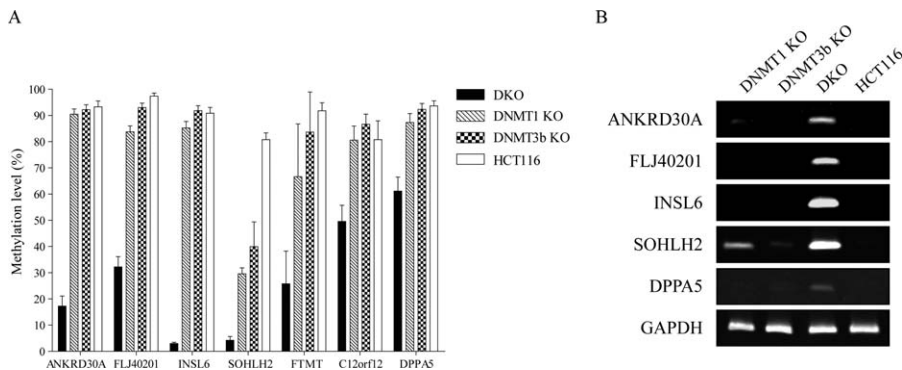 A
Methylation level (%)
100
90
80
70
60
50
40
30
20
10
0
ANKRD30A FLJ40201 INSL6 SOHLH2 FTMT C12orf12 DPPA5
DKO
DNMT1 KO
DNMT3b KO
HCT116
B
DNMT1 KO DNMT3b KO DKO HCT116
ANKRD30A
FLJ40201
INSL6
SOHLH2
DPPA5
GAPDH